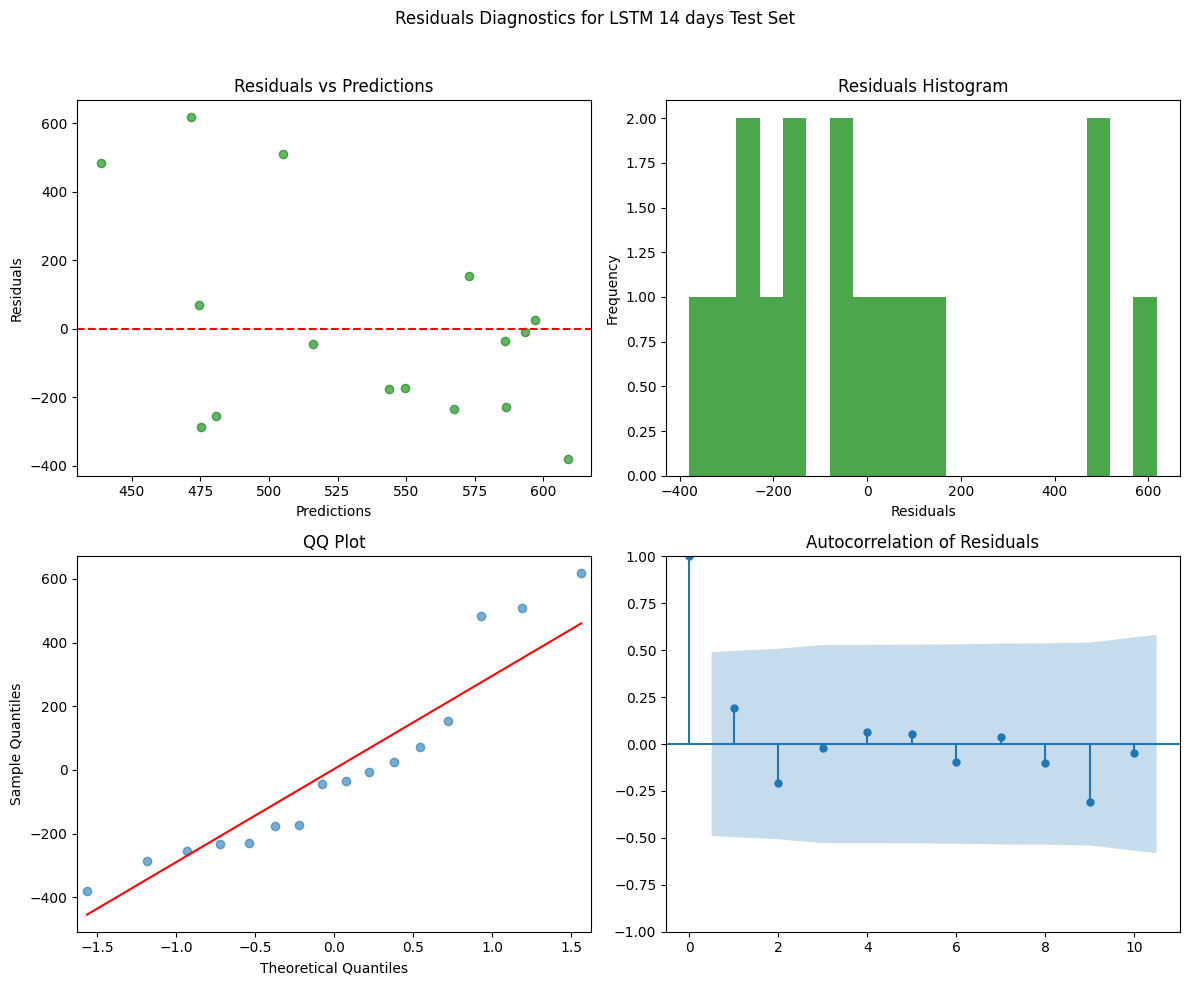 Residuals Diagnostics for LSTM 14 days Test Set
Residuals vs Predictions
600
400
200
0
−200
−400
Residuals
450 475 500 525 550 575 600
Predictions
Residuals Histogram
2.00
1.75
1.50
1.25
1.00
0.75
0.50
0.25
0.00
Frequency
−400 −200 0 200 400 600
Residuals
QQ Plot
600
400
200
0
−200
−400
Sample Quantiles
−1.5 −1.0 −0.5 0.0 0.5 1.0 1.5
Theoretical Quantiles
Autocorrelation of Residuals
1.00
0.75
0.50
0.25
0.00
−0.25
−0.50
−0.75
−1.00
0 2 4 6 8 10